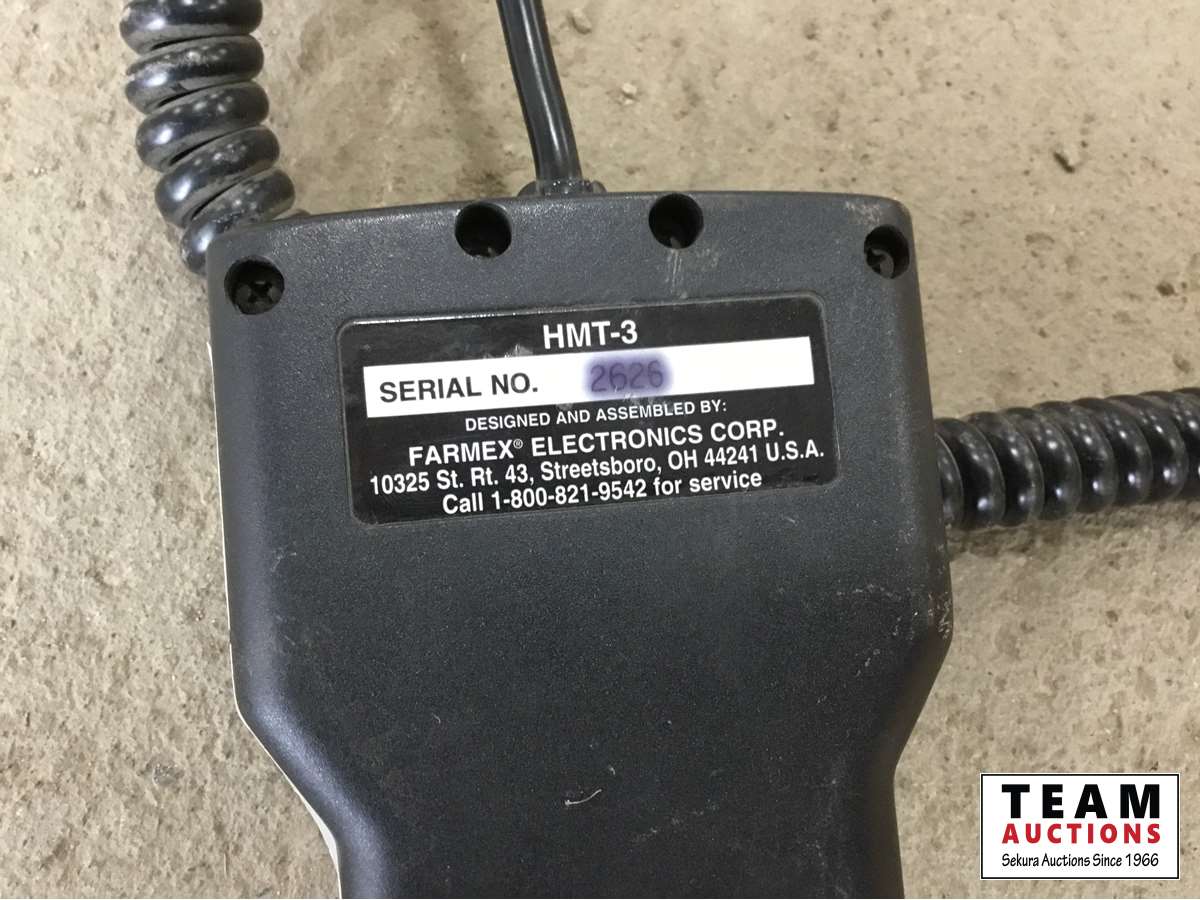 HMT-3
SERIAL NO. 2626
DESIGNED AND ASSEMBLED BY:
FARMEX® ELECTRONICS CORP.
10325 St. Rt. 43, Streetsboro, OH 44241 U.S.A.
Call 1-800-821-9542 for service
TEAM
AUCTIONS
Sekura Auctions Since 1966